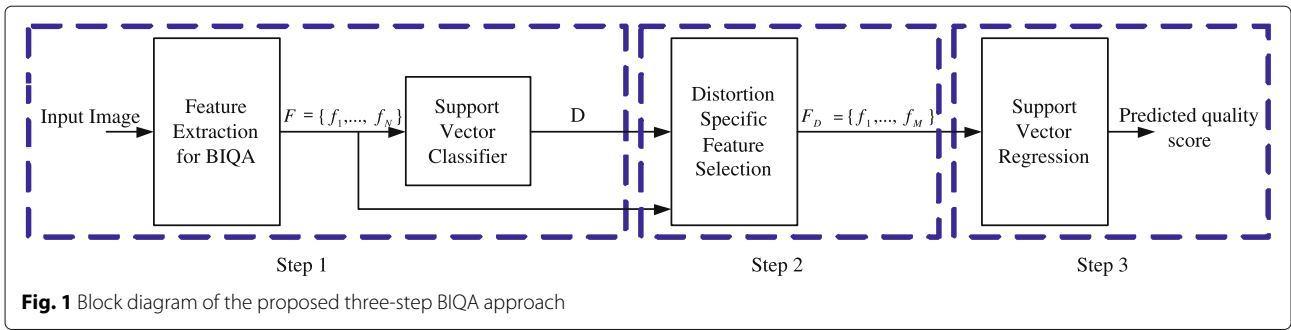 Input Image
Feature
Extraction
for BIQA
F = { f1,..., fN }
Support
Vector
Classifier
D
Distortion
Specific
Feature
Selection
FD = { f1,..., fM }
Support
Vector
Regression
Predicted quality
score
Step 1
Step 2
Step 3
Fig. 1 Block diagram of the proposed three-step BIQA approach